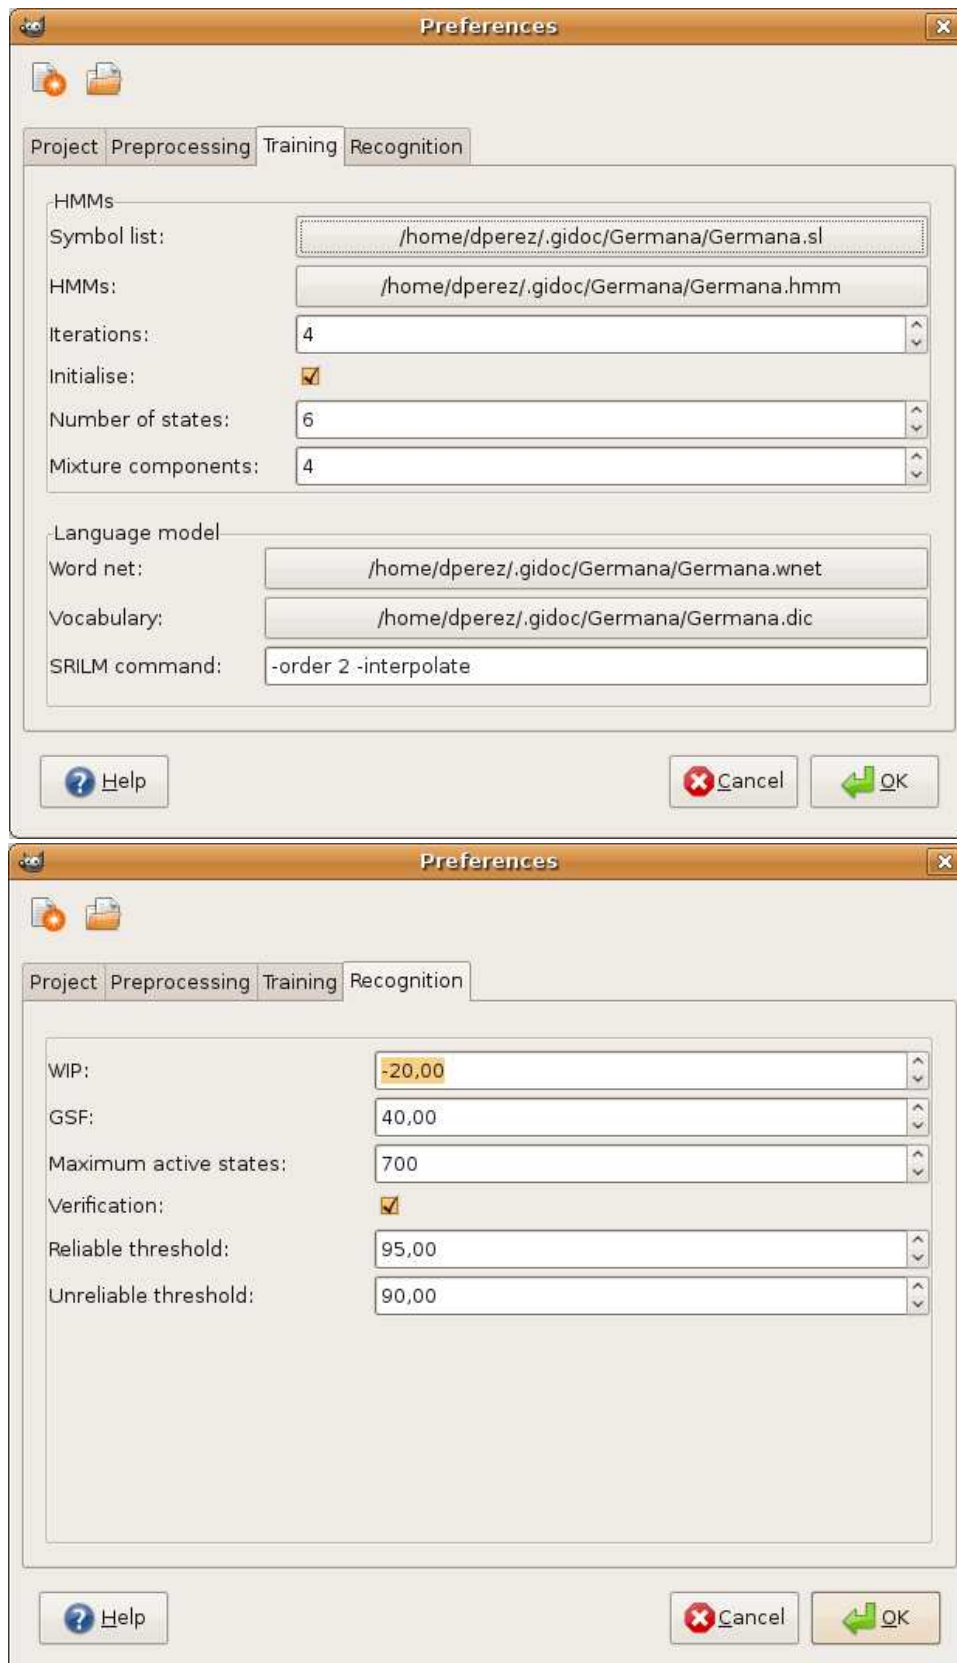 Preferences
Project Preprocessing Training Recognition
HMMs
Symbol list: /home/dperez/.gidoc/Germana/Germana.sl
HMMs: /home/dperez/.gidoc/Germana/Germana.hmm
Iterations: 4
Initialise:
Number of states: 6
Mixture components: 4
Language model
Word net: /home/dperez/.gidoc/Germana/Germana.wnet
Vocabulary: /home/dperez/.gidoc/Germana/Germana.dic
SRILM command: -order 2 -interpolate
Help Cancel OK
Preferences
Project Preprocessing Training Recognition
WIP: -20,00
GSF: 40,00
Maximum active states: 700
Verification:
Reliable threshold: 95,00
Unreliable threshold: 90,00
Help Cancel OK